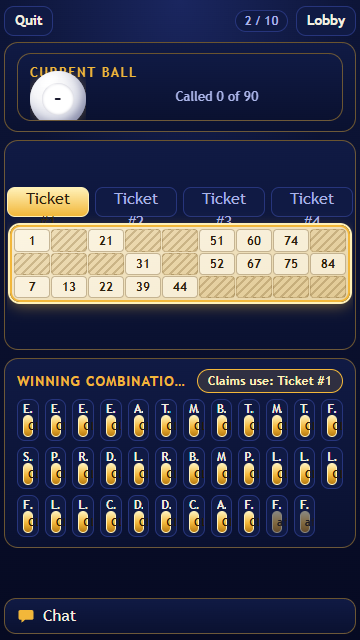 Quit
2 / 10
Lobby
CURRENT BALL
-
Called 0 of 90
Ticket Ticket Ticket Ticket
#2 #3 #4
1 21 51 60 74
31 52 67 75 84
7 13 22 39 44
WINNING COMBINATIO...
Claims use: Ticket #1
E. E. E. E. A. T. M B. T. M T. F.
S. P. R. D. L. R. B. M P. L. L. L.
F. L. L. C. D. D. C. A. F. F. F.
Chat